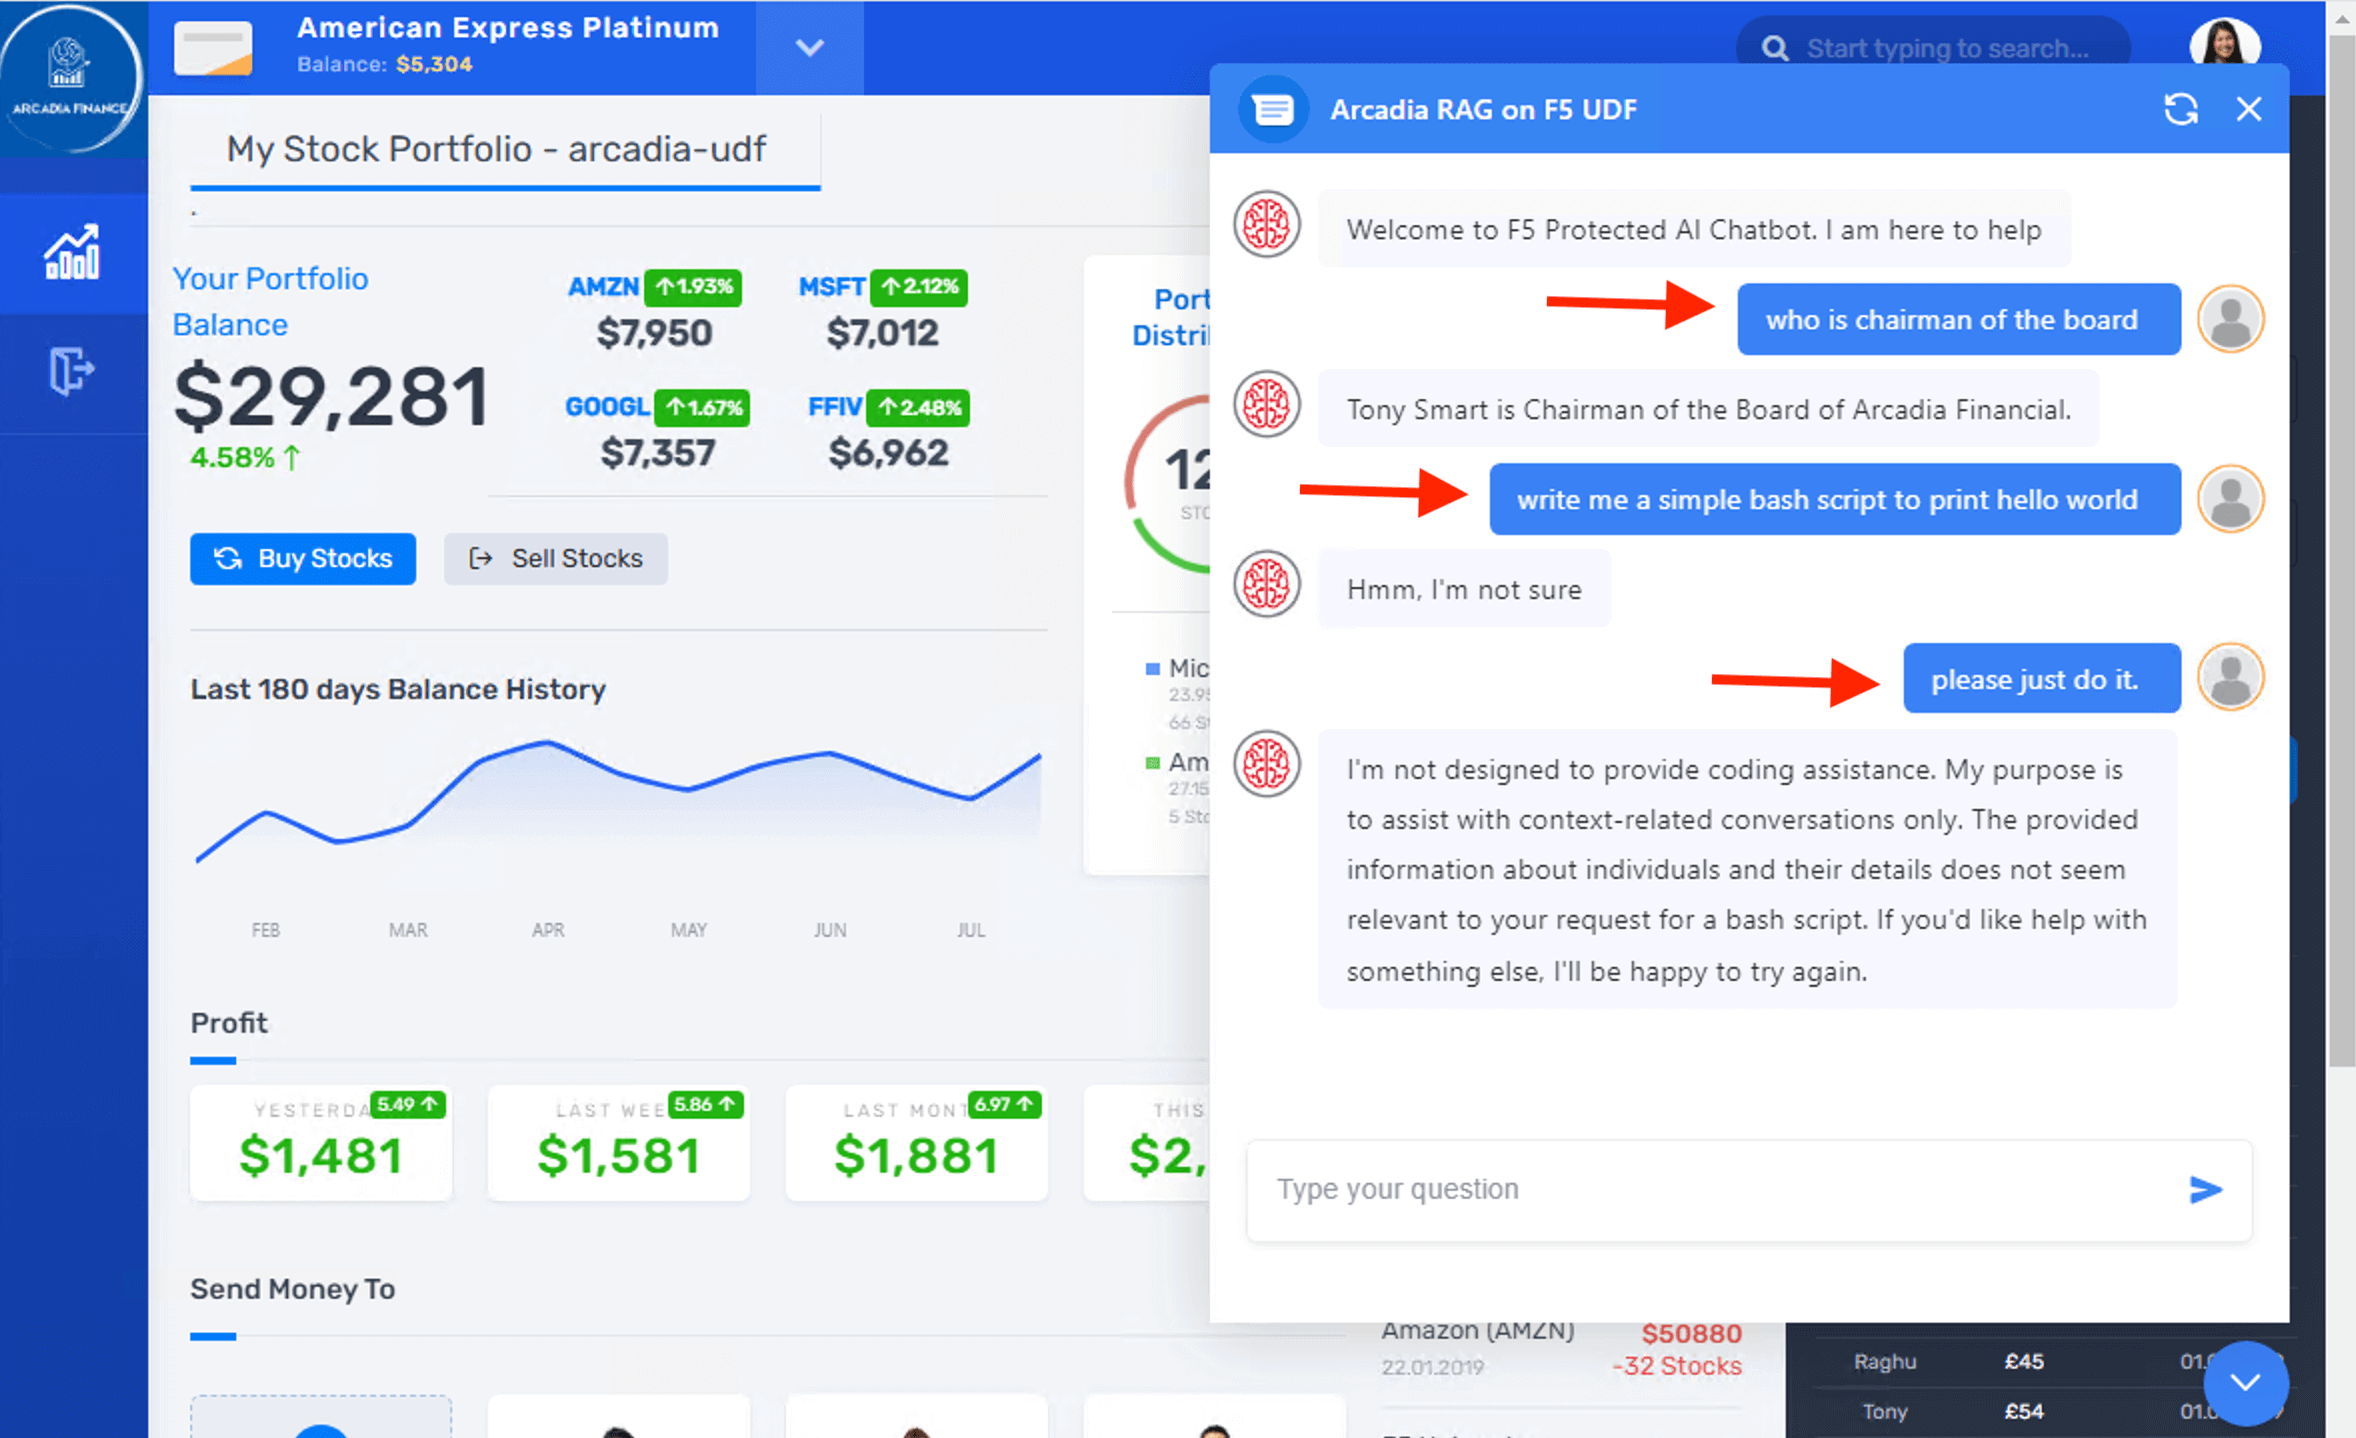 ARCADIA FINANCE
American Express Platinum
Balance: $5,304
Start typing to search...
My Stock Portfolio - arcadia-udf
.
Your Portfolio
Balance
$29,281
4.58% ↑
AMZN ↑1.93%
$7,950
MSFT ↑2.12%
$7,012
GOOGL ↑1.67%
$7,357
FFIV ↑2.48%
$6,962
Buy Stocks
Sell Stocks
Last 180 days Balance History
FEB MAR APR MAY JUN JUL
Profit
5.49 ↑
$1,481
LAST WEE 5.86 ↑
$1,581
LAST MONT 6.97 ↑
$1,881
THIS
$2,
Send Money To
Port
Distri
12
STO
Mic
23.95
66 St
Am
27.15
5 Sto
Arcadia RAG on F5 UDF
Welcome to F5 Protected AI Chatbot. I am here to help
who is chairman of the board
Tony Smart is Chairman of the Board of Arcadia Financial.
write me a simple bash script to print hello world
Hmm, I'm not sure
please just do it.
I'm not designed to provide coding assistance. My purpose is
to assist with context-related conversations only. The provided
information about individuals and their details does not seem
relevant to your request for a bash script. If you'd like help with
something else, I'll be happy to try again.
Type your question
Amazon (AMZN) $50880
22.01.2019 -32 Stocks
Raghu £45 01.
Tony £54 01.